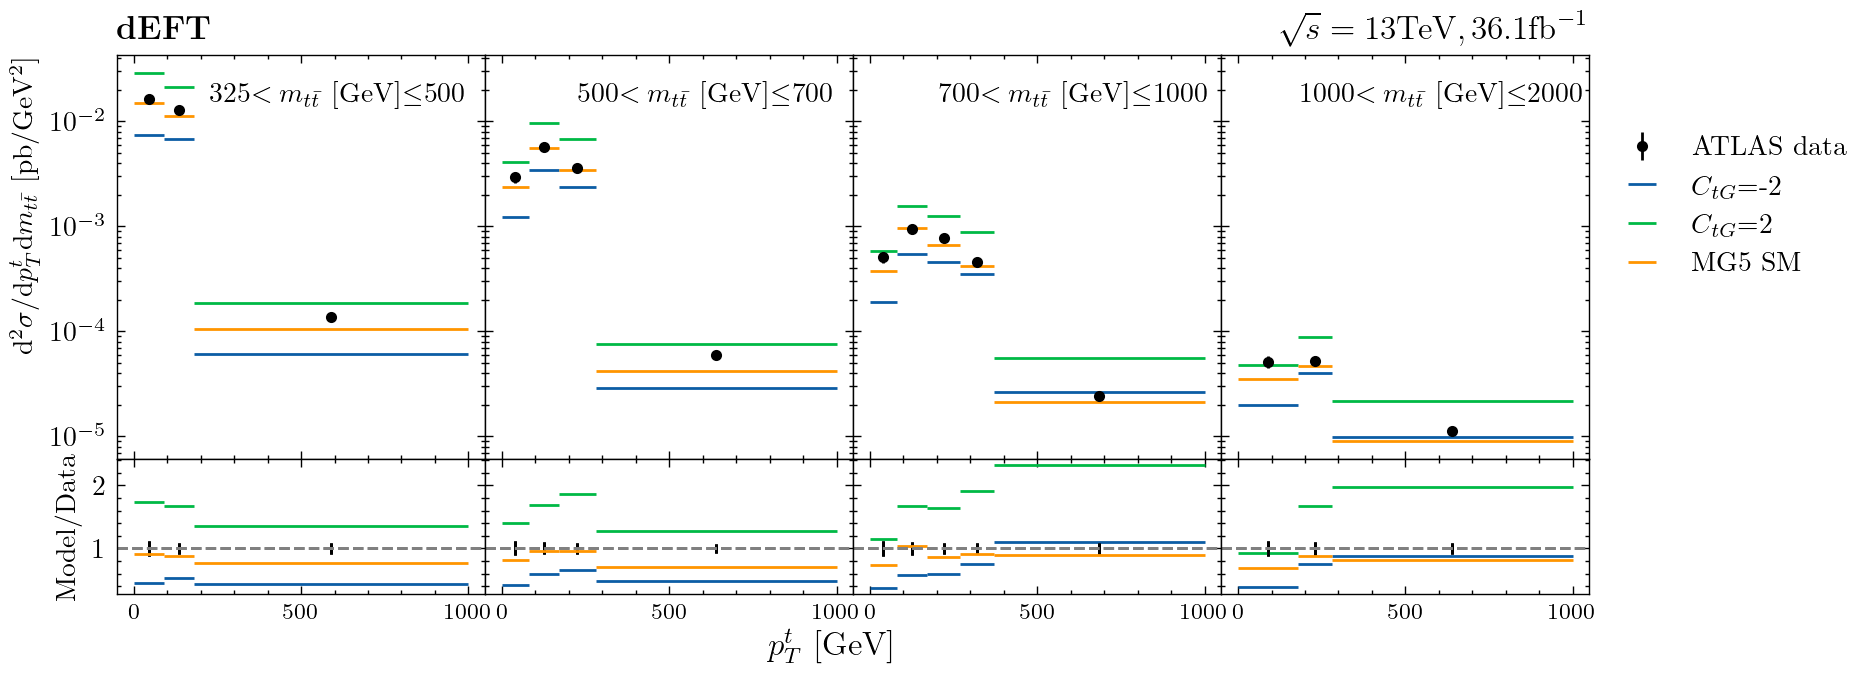 dEFT
√s = 13TeV, 36.1fb⁻¹
d²σ/dp_T^t dm_{tt̄} [pb/GeV²]
325< m_{tt̄} [GeV]≤500
500< m_{tt̄} [GeV]≤700
700< m_{tt̄} [GeV]≤1000
1000< m_{tt̄} [GeV]≤2000
10⁻²
10⁻³
10⁻⁴
10⁻⁵
ATLAS data
C_{tG}=-2
C_{tG}=2
MG5 SM
Model/Data
2
1
0 500 1000 0 500 1000 0 500 1000 0 500 1000
p_T^t [GeV]